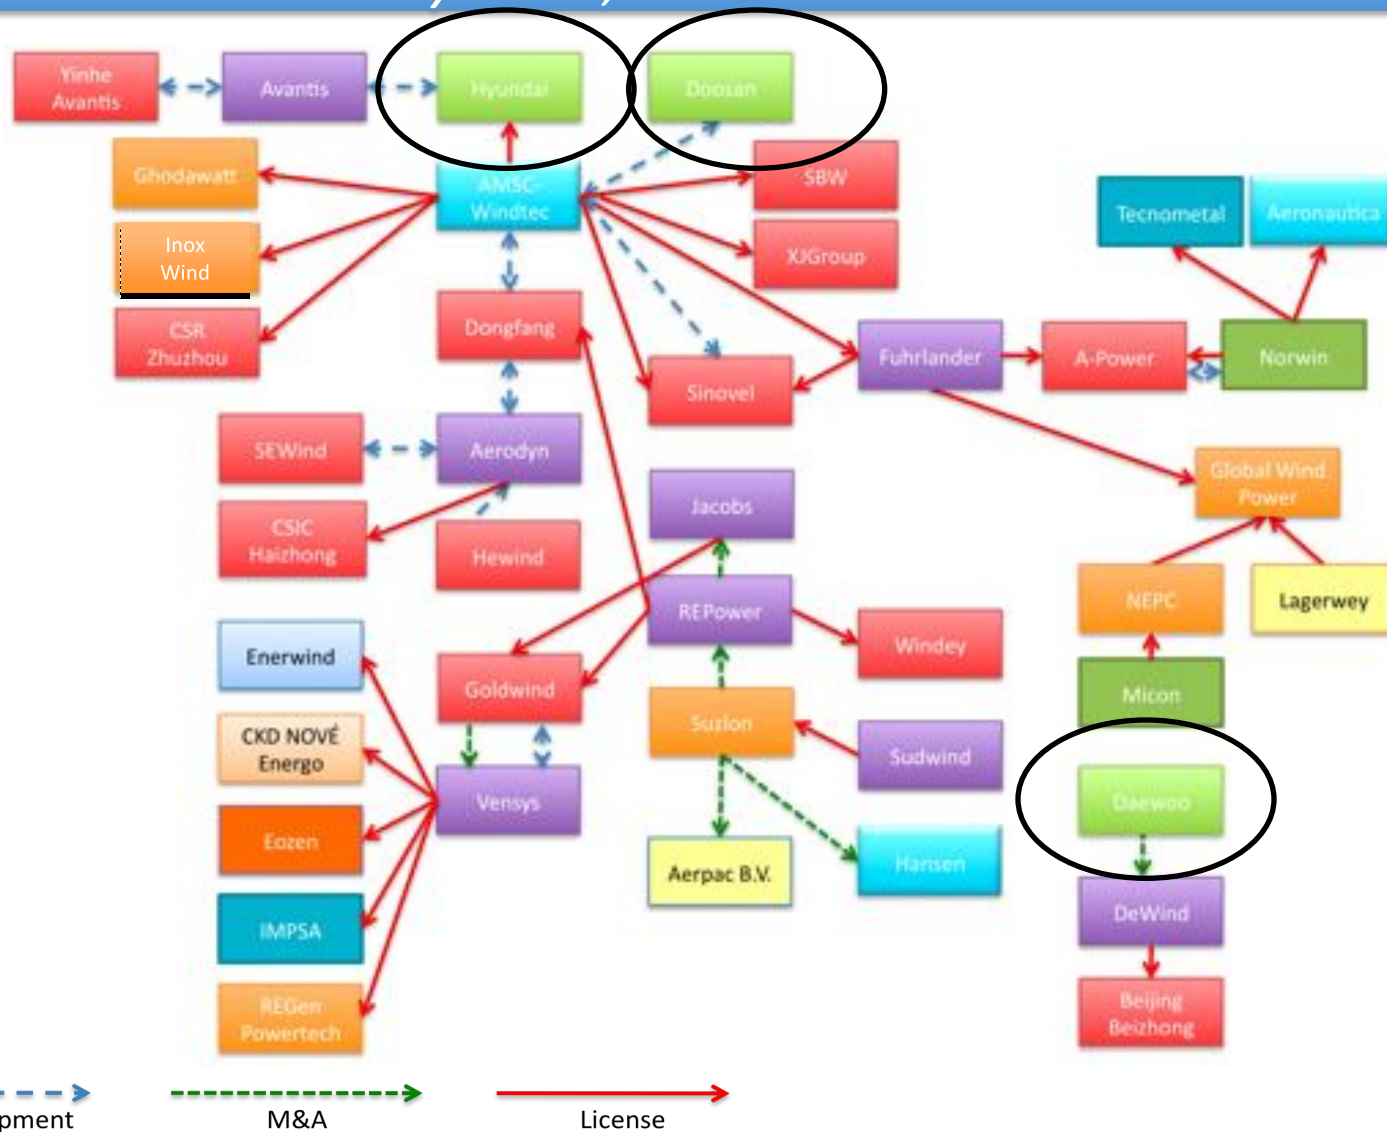 Yinhe
Avantis
Avantis
Hyundai
Doosan
Ghodawatt
AMSC-
Windtec
SBW
Tecnometal
Aeronautica
Inox
Wind
XJGroup
CSR
Zhuzhou
Dongfang
Fuhrlander
A-Power
Norwin
Sinovel
SEWind
Aerodyn
Global Wind
Power
Jacobs
CSIC
Haizhong
Hewind
REPower
NEPC
Lagerwey
Enerwind
Windey
Goldwind
Micon
Suzlon
CKD NOVÉ
Energo
Sudwind
Vensys
Daewoo
Eozen
Aerpac B.V.
Hansen
DeWind
IMPSA
REGen
Powertech
Beijing
Beizhong
pment
M&A
License